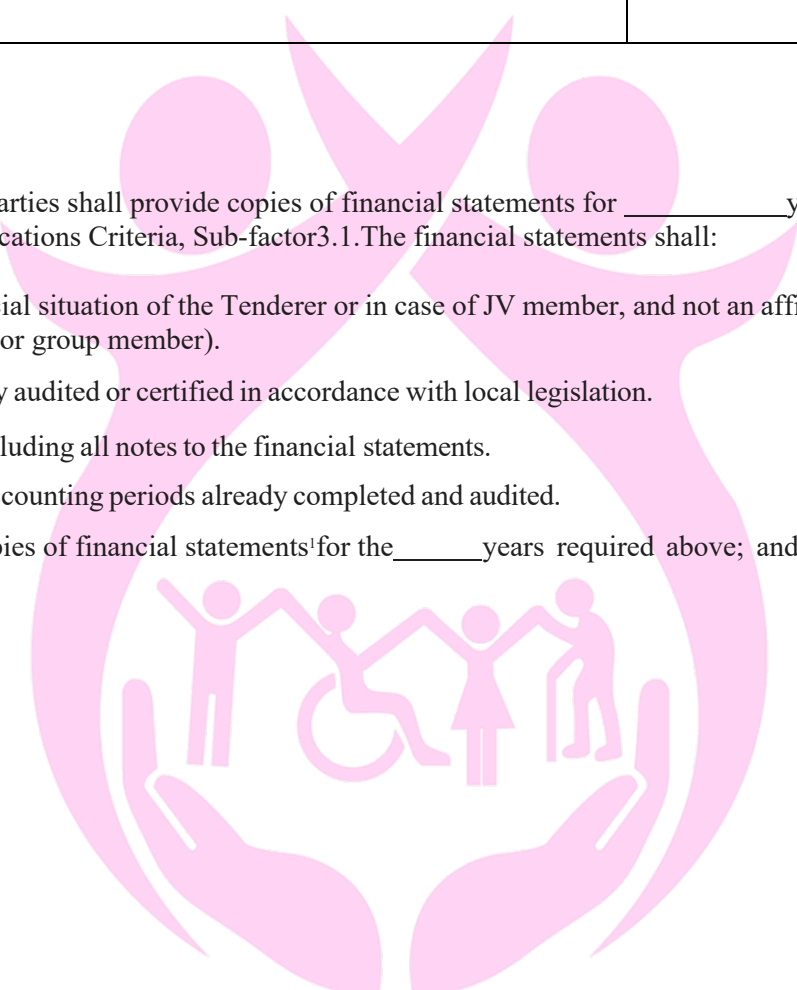 arties shall provide copies of financial statements for ___________y
cations Criteria, Sub-factor3.1.The financial statements shall:
ial situation of the Tenderer or in case of JV member, and not an affi
or group member).
y audited or certified in accordance with local legislation.
luding all notes to the financial statements.
counting periods already completed and audited.
pies of financial statements¹for the______years required above; and